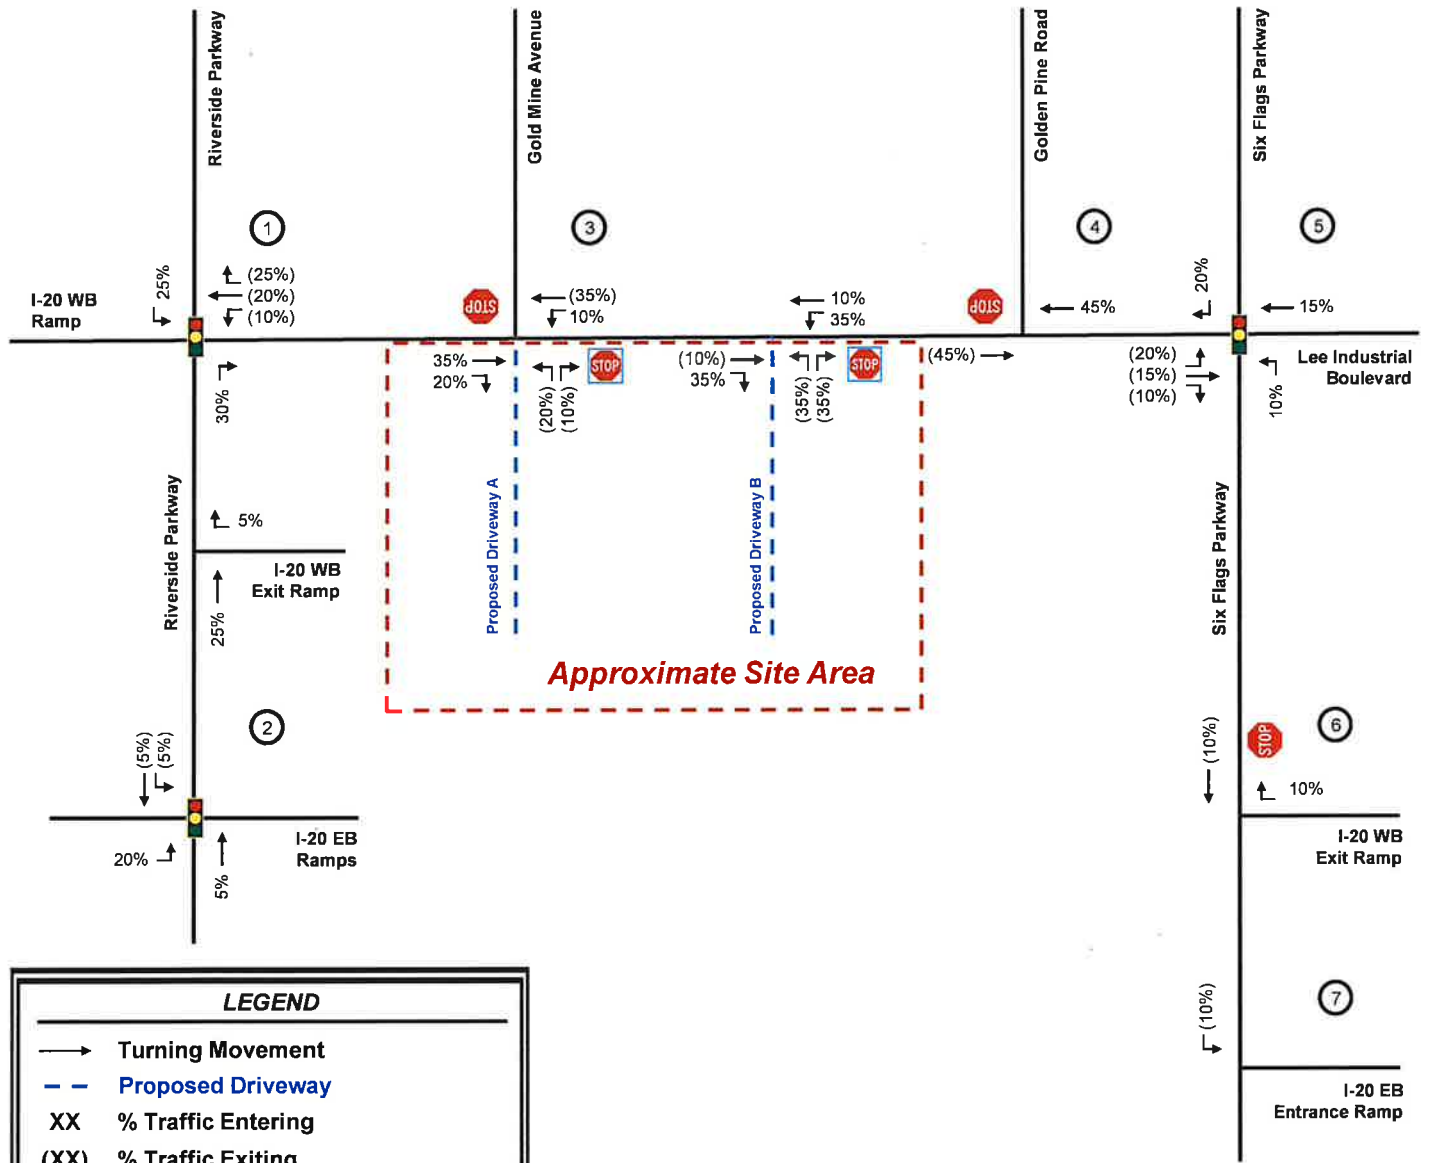 Riverside Parkway
Gold Mine Avenue
Golden Pine Road
Six Flags Parkway
1
3
4
5
I-20 WB
Ramp
25%
(25%)
(20%)
(10%)
30%
STOP
(35%)
10%
35%
20%
(20%)
(10%)
STOP
10%
35%
(10%)
35%
(35%)
(35%)
STOP
STOP
45%
(45%)
20%
15%
(20%)
(15%)
(10%)
10%
Lee Industrial
Boulevard
Riverside Parkway
5%
I-20 WB
Exit Ramp
25%
Proposed Driveway A
Proposed Driveway B
Approximate Site Area
Six Flags Parkway
2
(5%)
(5%)
20%
5%
I-20 EB
Ramps
(10%)
STOP
6
10%
I-20 WB
Exit Ramp
(10%)
7
I-20 EB
Entrance Ramp
LEGEND
Turning Movement
Proposed Driveway
XX % Traffic Entering
(XX) % Traffic Exiting